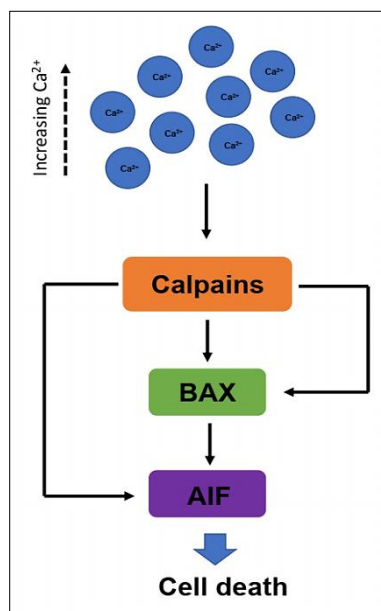 Increasing Ca²⁺
Ca²⁺
Ca²⁺
Ca²⁺
Ca²⁺
Ca²⁺
Ca²⁺
Ca²⁺
Ca²⁺
Ca²⁺
Calpains
BAX
AIF
Cell death